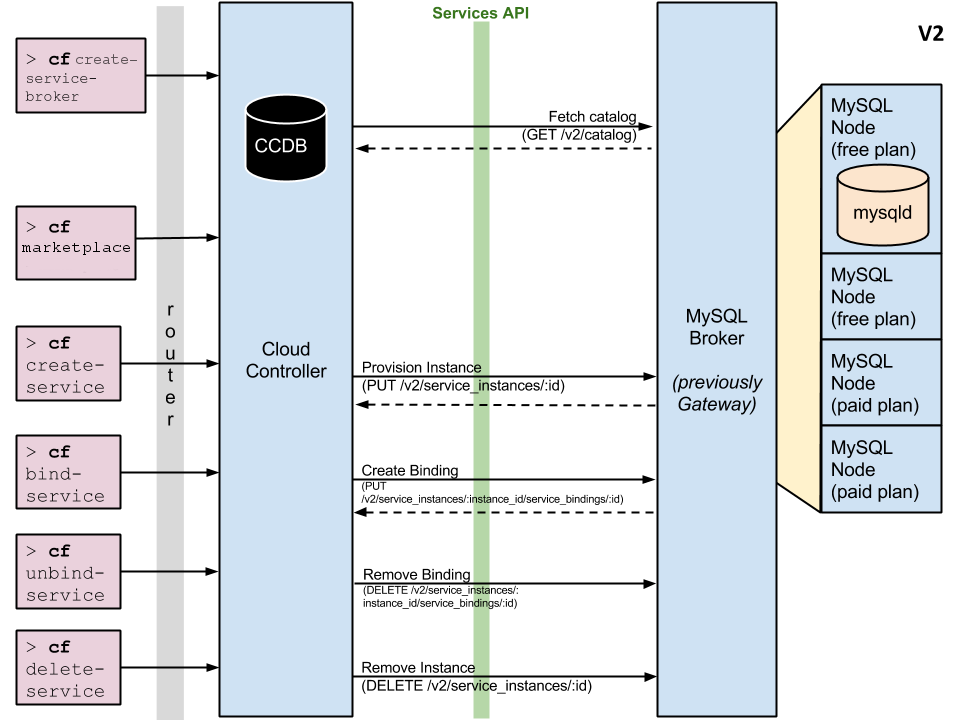 Services API
V2
> cf create-
service-
broker
> cf
marketplace
> cf
create-
service
> cf
bind-
service
> cf
unbind-
service
> cf
delete-
service
r
o
u
t
e
r
CCDB
Cloud
Controller
Fetch catalog
(GET /v2/catalog)
Provision Instance
(PUT /v2/service_instances/:id)
Create Binding
(PUT
/v2/service_instances/:instance_id/service_bindings/:id)
Remove Binding
(DELETE /v2/service_instances/:
instance_id/service_bindings/:id)
Remove Instance
(DELETE /v2/service_instances/:id)
MySQL
Broker
(previously
Gateway)
MySQL
Node
(free plan)
mysqld
MySQL
Node
(free plan)
MySQL
Node
(paid plan)
MySQL
Node
(paid plan)